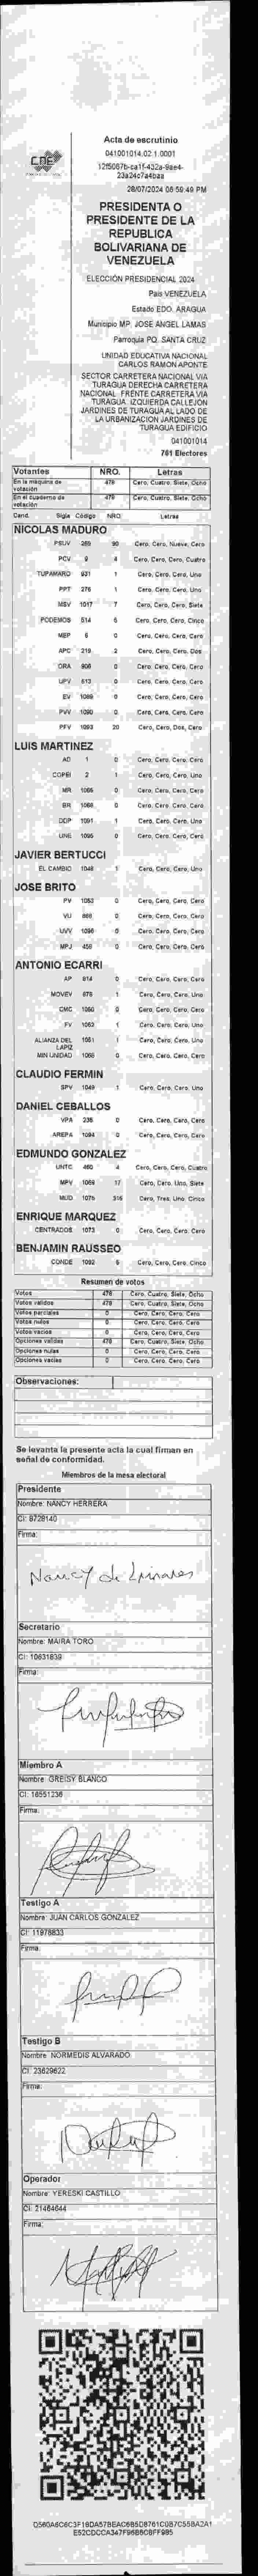 CNE
Acta de escrutinio
041001014.02.1.0001
28/07/2024 06:59:49 PM
PRESIDENTA O
PRESIDENTE DE LA
REPUBLICA
BOLIVARIANA DE
VENEZUELA
ELECCIÓN PRESIDENCIAL 2024
País VENEZUELA
Estado EDO. ARAGUA
Municipio MP. JOSE ANGEL LAMAS
Parroquia PQ. SANTA CRUZ
UNIDAD EDUCATIVA NACIONAL
CARLOS RAMON APONTE
SECTOR CARRETERA NACIONAL VIA
TURAGUA DERECHA CARRETERA
NACIONAL. FRENTE CARRETERA VIA
TURAGUA. IZQUIERDA CALLEJON
JARDINES DE TURAGUA AL LADO DE
LA URBANIZACION JARDINES DE
TURAGUA EDIFICIO
041001014
761 Electores
Votantes NRO. Letras
En la máquina de votación 478 Cero, Cuatro, Siete, Ocho
En el cuaderno de votación 478 Cero, Cuatro, Siete, Ocho
Cand. Sigla Código NRO Letras
NICOLAS MADURO
PSUV 289 90 Cero, Cero, Nueve, Cero
PCV 9 4 Cero, Cero, Cero, Cuatro
TUPAMARO 931 1 Cero, Cero, Cero, Uno
PPT 276 1 Cero, Cero, Cero, Uno
MSV 1017 7 Cero, Cero, Cero, Siete
PODEMOS 514 5 Cero, Cero, Cero, Cinco
MEP 6 0 Cero, Cero, Cero, Cero
APC 219 2 Cero, Cero, Cero, Dos
ORA 906 0 Cero, Cero, Cero, Cero
UPV 613 0 Cero, Cero, Cero, Cero
EV 1089 0 Cero, Cero, Cero, Cero
PVV 1090 0 Cero, Cero, Cero, Cero
PFV 1093 20 Cero, Cero, Dos, Cero
LUIS MARTINEZ
AD 1 0 Cero, Cero, Cero, Cero
COPEI 2 1 Cero, Cero, Cero, Uno
MR 1065 0 Cero, Cero, Cero, Cero
BR 1068 0 Cero, Cero, Cero, Cero
DDP 1091 1 Cero, Cero, Cero, Uno
UNE 1095 0 Cero, Cero, Cero, Cero
JAVIER BERTUCCI
EL CAMBIO 1048 1 Cero, Cero, Cero, Uno
JOSE BRITO
PV 1053 0 Cero, Cero, Cero, Cero
VU 869 0 Cero, Cero, Cero, Cero
UVV 1096 0 Cero, Cero, Cero, Cero
MPJ 456 0 Cero, Cero, Cero, Cero
ANTONIO ECARRI
AP 914 0 Cero, Cero, Cero, Cero
MOVEV 978 1 Cero, Cero, Cero, Uno
CMC 1050 0 Cero, Cero, Cero, Cero
FV 1052 1 Cero, Cero, Cero, Uno
ALIANZA DEL LAPIZ 1051 1 Cero, Cero, Cero, Uno
MIN UNIDAD 1066 0 Cero, Cero, Cero, Cero
CLAUDIO FERMIN
SPV 1049 1 Cero, Cero, Cero, Uno
DANIEL CEBALLOS
VPA 236 0 Cero, Cero, Cero, Cero
AREPA 1094 0 Cero, Cero, Cero, Cero
EDMUNDO GONZALEZ
UNTC 460 4 Cero, Cero, Cero, Cuatro
MPV 1069 17 Cero, Cero, Uno, Siete
MUD 1075 315 Cero, Tres, Uno, Cinco
ENRIQUE MARQUEZ
CENTRADOS 1073 0 Cero, Cero, Cero, Cero
BENJAMIN RAUSSEO
CONDE 1092 5 Cero, Cero, Cero, Cinco
Resumen de votos
Votos 478 Cero, Cuatro, Siete, Ocho
Votos válidos 478 Cero, Cuatro, Siete, Ocho
Votos parciales 0 Cero, Cero, Cero, Cero
Votos nulos 0 Cero, Cero, Cero, Cero
Votos vacíos 0 Cero, Cero, Cero, Cero
Opciones válidas 478 Cero, Cuatro, Siete, Ocho
Opciones nulas 0 Cero, Cero, Cero, Cero
Opciones vacías 0 Cero, Cero, Cero, Cero
Observaciones:
Se levanta la presente acta la cual firman en
señal de conformidad.
Miembros de la mesa electoral
Presidente
Nombre: NANCY HERRERA
CI: 8728140
Firma:
Nancy de Linares
Secretario
Nombre: MAIRA TORO
CI: 10631839
Firma:
Miembro A
Nombre: GREISY BLANCO
CI: 16551236
Firma:
Testigo A
Nombre: JUAN CARLOS GONZALEZ
CI: 11978833
Firma:
Testigo B
Nombre: NORMEDIS ALVARADO
CI: 23629622
Firma:
Operador
Nombre: YERESKI CASTILLO
CI: 21464644
Firma: